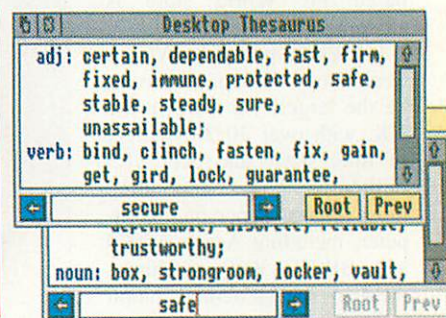 Desktop Thesaurus
adj: certain, dependable, fast, firm,
fixed, immune, protected, safe,
stable, steady, sure,
unassailable;
verb: bind, clinch, fasten, fix, gain,
get, gird, lock, guarantee,
secure Root Prev
dependable, discrete, reliable,
trustworthy;
noun: box, strongroom, locker, vault,
safe Root Prev